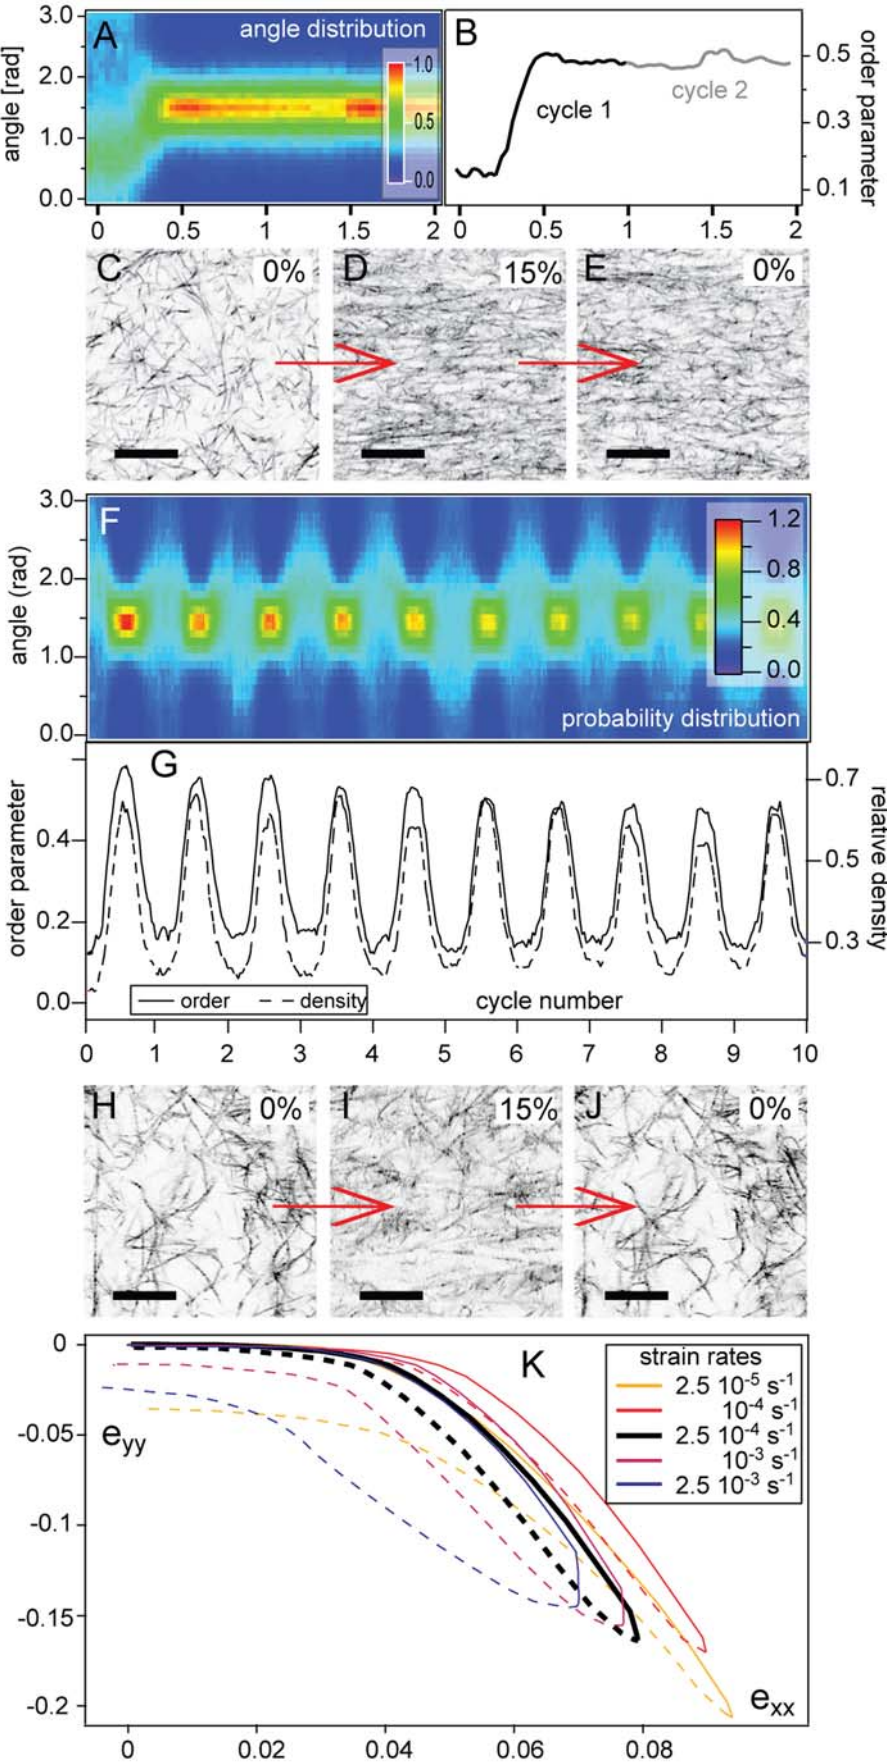 A
angle distribution
angle [rad]
3.0
2.0
1.0
0.0
1.0
0.5
0.0
0
0.5
1
1.5
2
B
cycle 1
cycle 2
order parameter
0.5
0.3
0.1
0
0.5
1
1.5
2
C
0%
D
15%
E
0%
F
angle (rad)
3.0
2.0
1.0
0.0
1.2
0.8
0.4
0.0
probability distribution
G
order parameter
0.4
0.2
0.0
relative density
0.7
0.5
0.3
order
density
cycle number
0 1 2 3 4 5 6 7 8 9 10
H
0%
I
15%
J
0%
K
strain rates
2.5 10⁻⁵ s⁻¹
10⁻⁴ s⁻¹
2.5 10⁻⁴ s⁻¹
10⁻³ s⁻¹
2.5 10⁻³ s⁻¹
0
-0.05
-0.1
-0.15
-0.2
eyy
exx
0 0.02 0.04 0.06 0.08